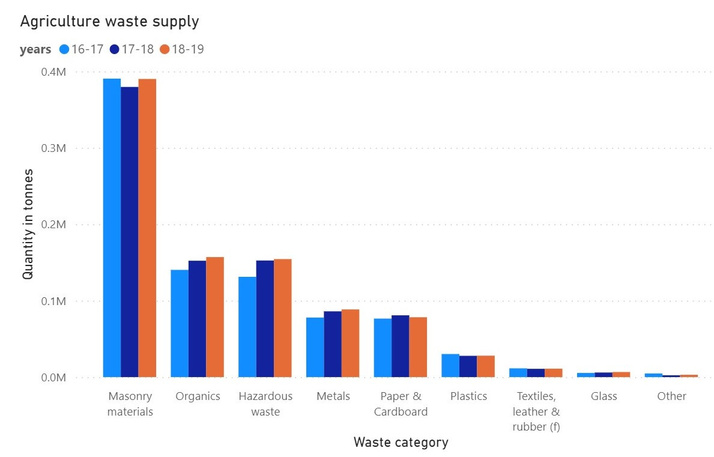 Agriculture waste supply
years 16-17 17-18 18-19
0.4M
0.3M
0.2M
0.1M
0.0M
Quantity in tonnes
Masonry
materials
Organics
Hazardous
waste
Metals
Paper &
Cardboard
Plastics
Textiles,
leather &
rubber (f)
Glass
Other
Waste category